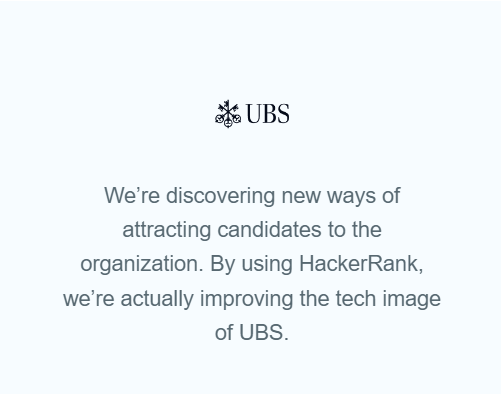 UBS
We’re discovering new ways of
attracting candidates to the
organization. By using HackerRank,
we’re actually improving the tech image
of UBS.